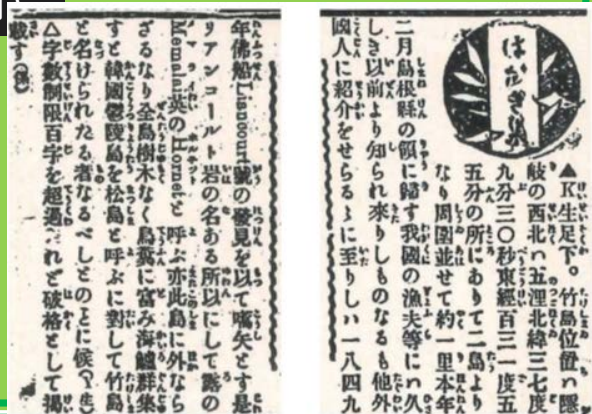 はがき集
▲K生足下。竹島位置ハ隱
岐の西北八五浬北緯三七度
九分三〇秒東經百三一度五
五分の所にありて二島より
なり周圍並せて約一里本年
二月島根縣の領に歸す我國の漁夫等にハ久
しき以前より知られ來りしものなるも他外
國人に紹介をせらるゝに至りしハ一八四九
年佛船Liancourt號の發見を以て嚆矢とす是
リアンコールト岩の名ある所以にして露の
Menalai英のHornetと呼ぶ亦此島に外なら
ざるなり全島樹木なく鳥糞に富み海鱸群集
すと韓國鬱陵島を松島と呼ぶに對して竹島
と名けられたる者なるべしとのとに候
△字數制限百字を超過れど破格として揭
載す(係)